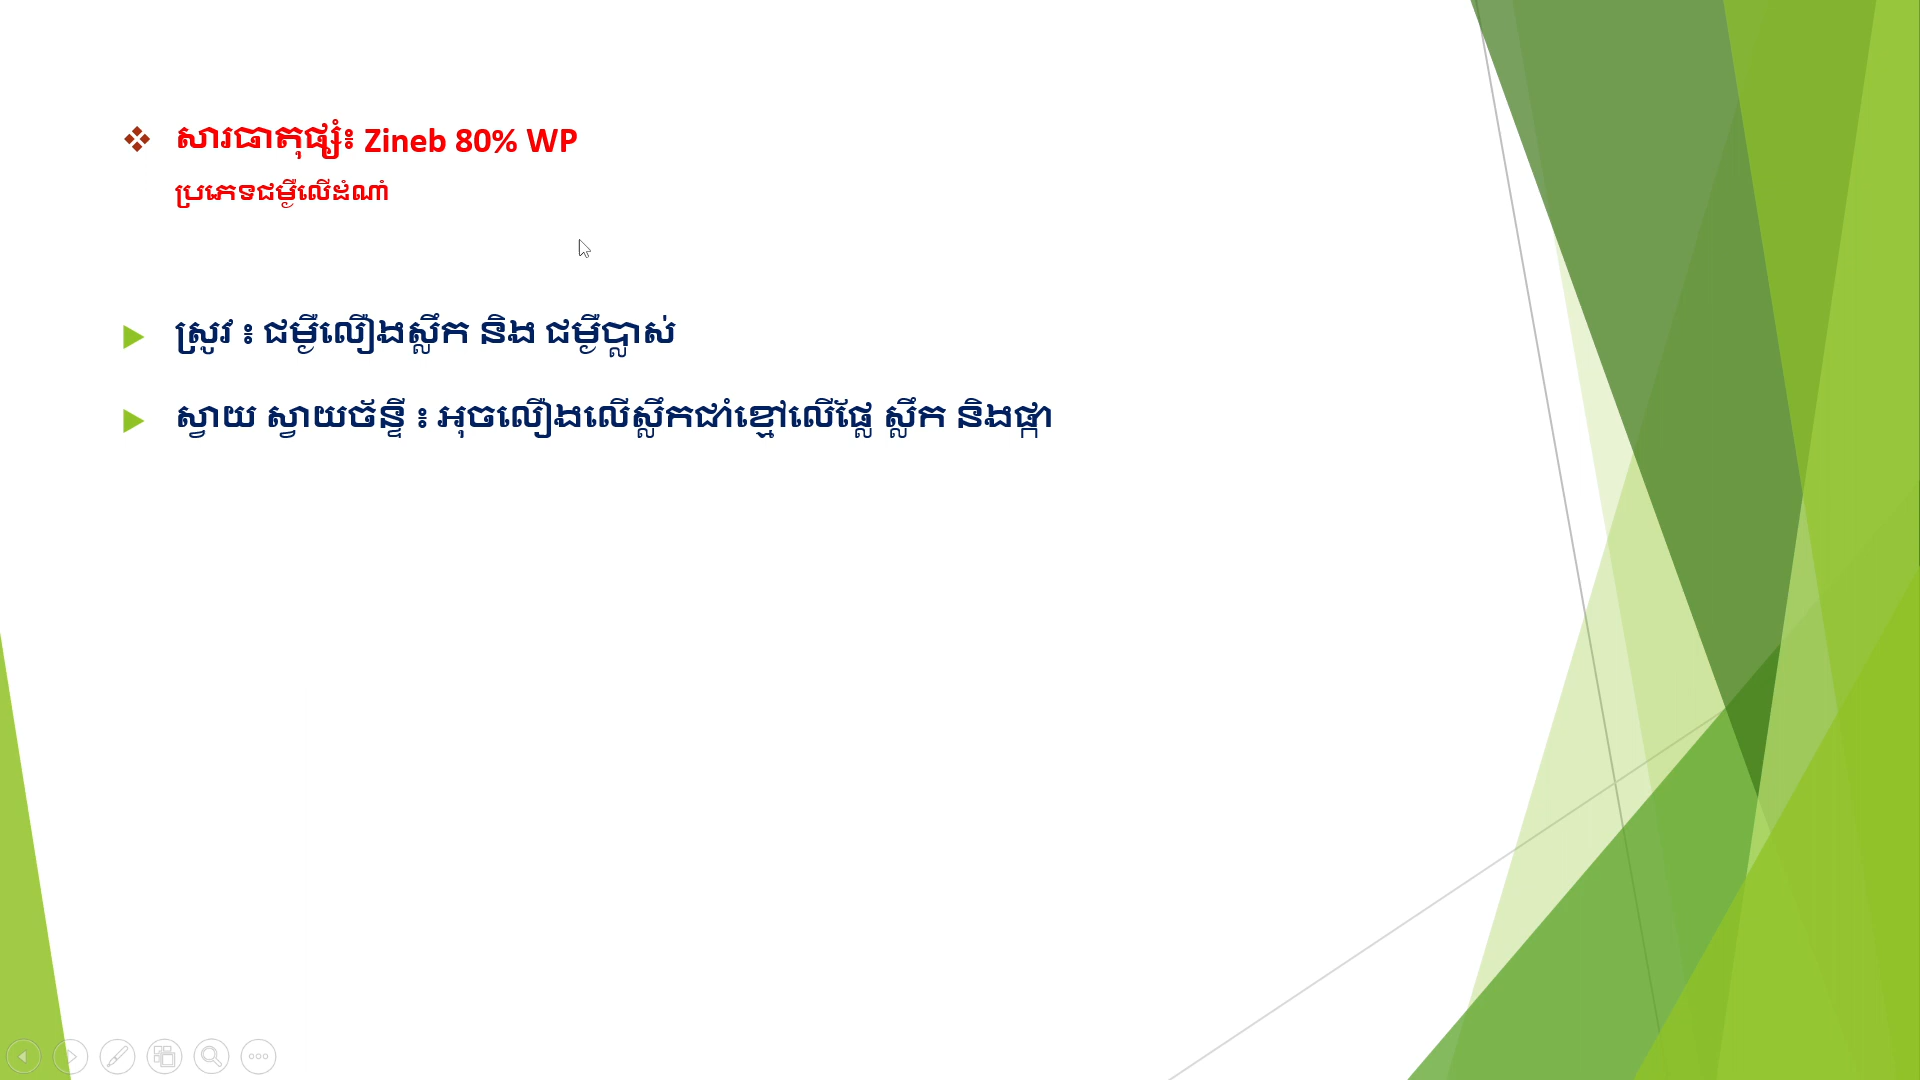 សារធាតុផ្សំ៖ Zineb 80% WP
ប្រភេទជម្ងឺលើដំណាំ
ស្រូវ ៖ ជម្ងឺលឿងស្លឹក និង ជម្ងឺប្លាស់
ស្វាយ ស្វាយចន្ទី ៖ អុចលឿងលើស្លឹកជាំខ្មៅលើផ្លែ ស្លឹក និងផ្កា